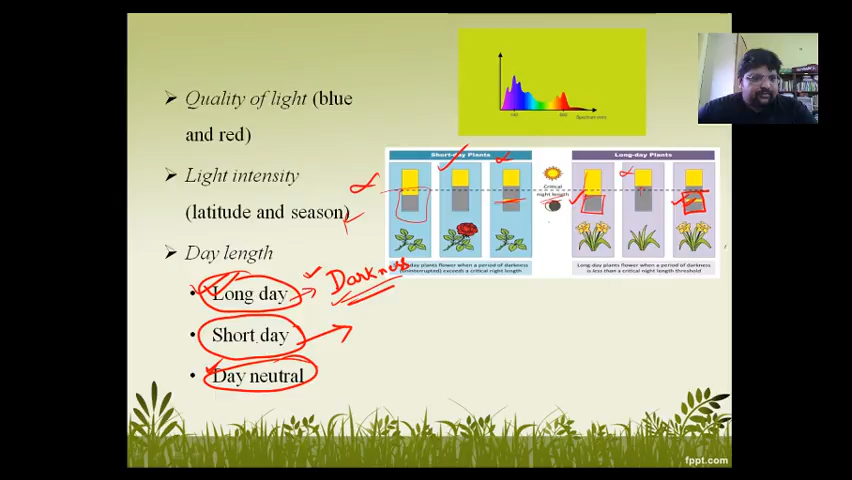 Quality of light (blue
and red)
Light intensity
(latitude and season)
Day length
Long day
Short day
Day neutral
Darkness
Short-day Plants
Critical
night length
Long-day Plants
day plants flower when a period of darkness
exceeds a critical night length
Long day plants flower when a period of darkness
is less than a critical night length threshold
fppt.com